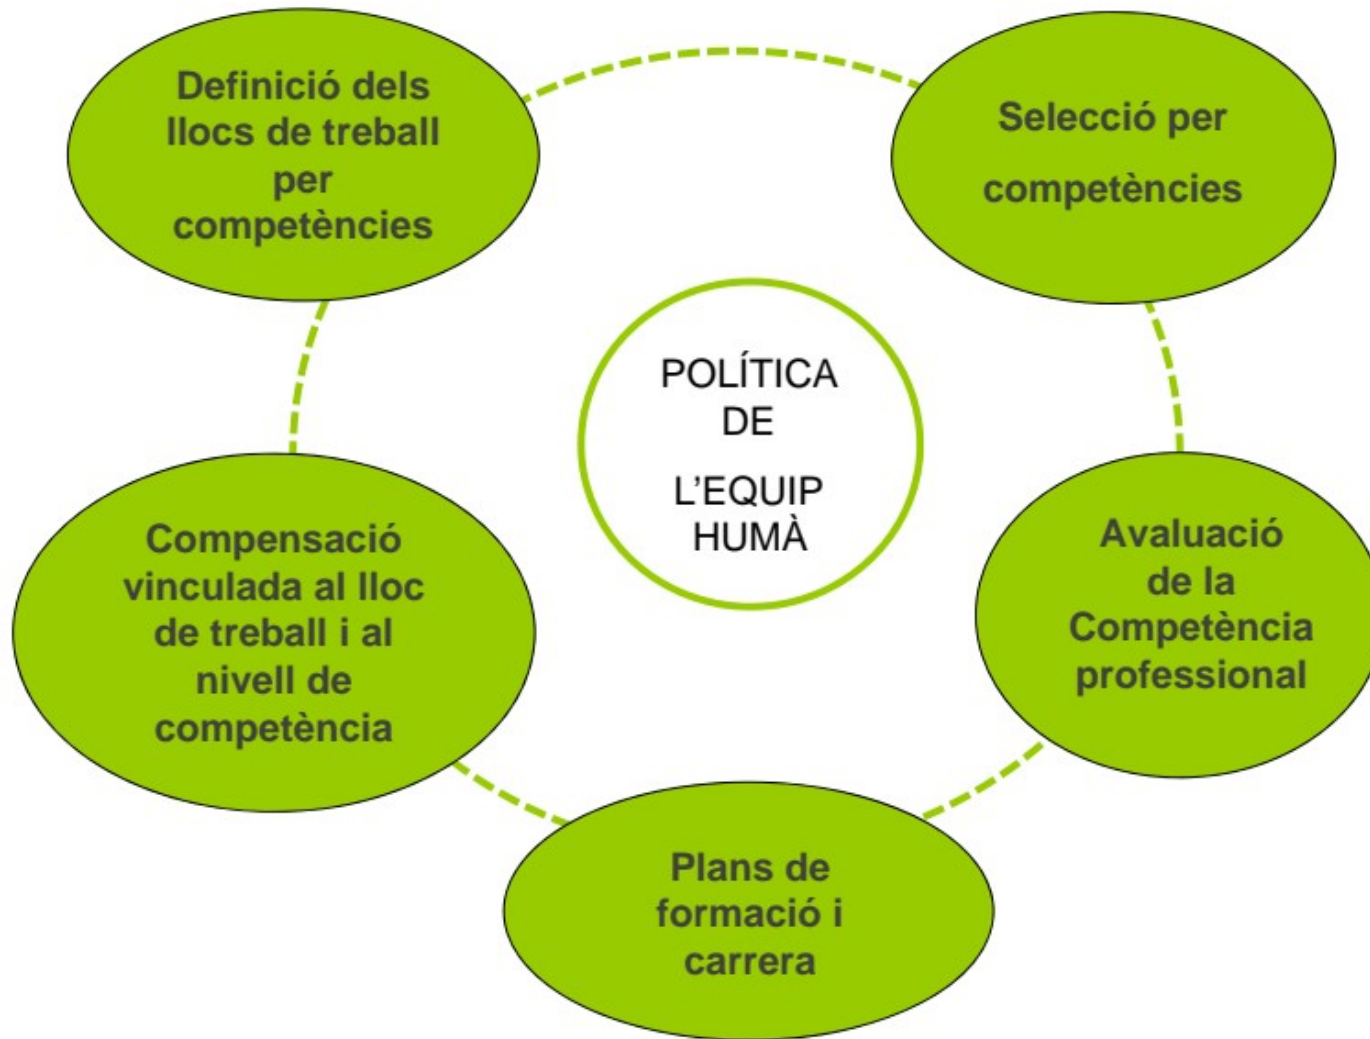 Definició dels
llocs de treball
per
competències
Selecció per
competències
POLÍTICA
DE
L’EQUIP
HUMÀ
Compensació
vinculada al lloc
de treball i al
nivell de
competència
Avaluació
de la
Competència
professional
Plans de
formació i
carrera